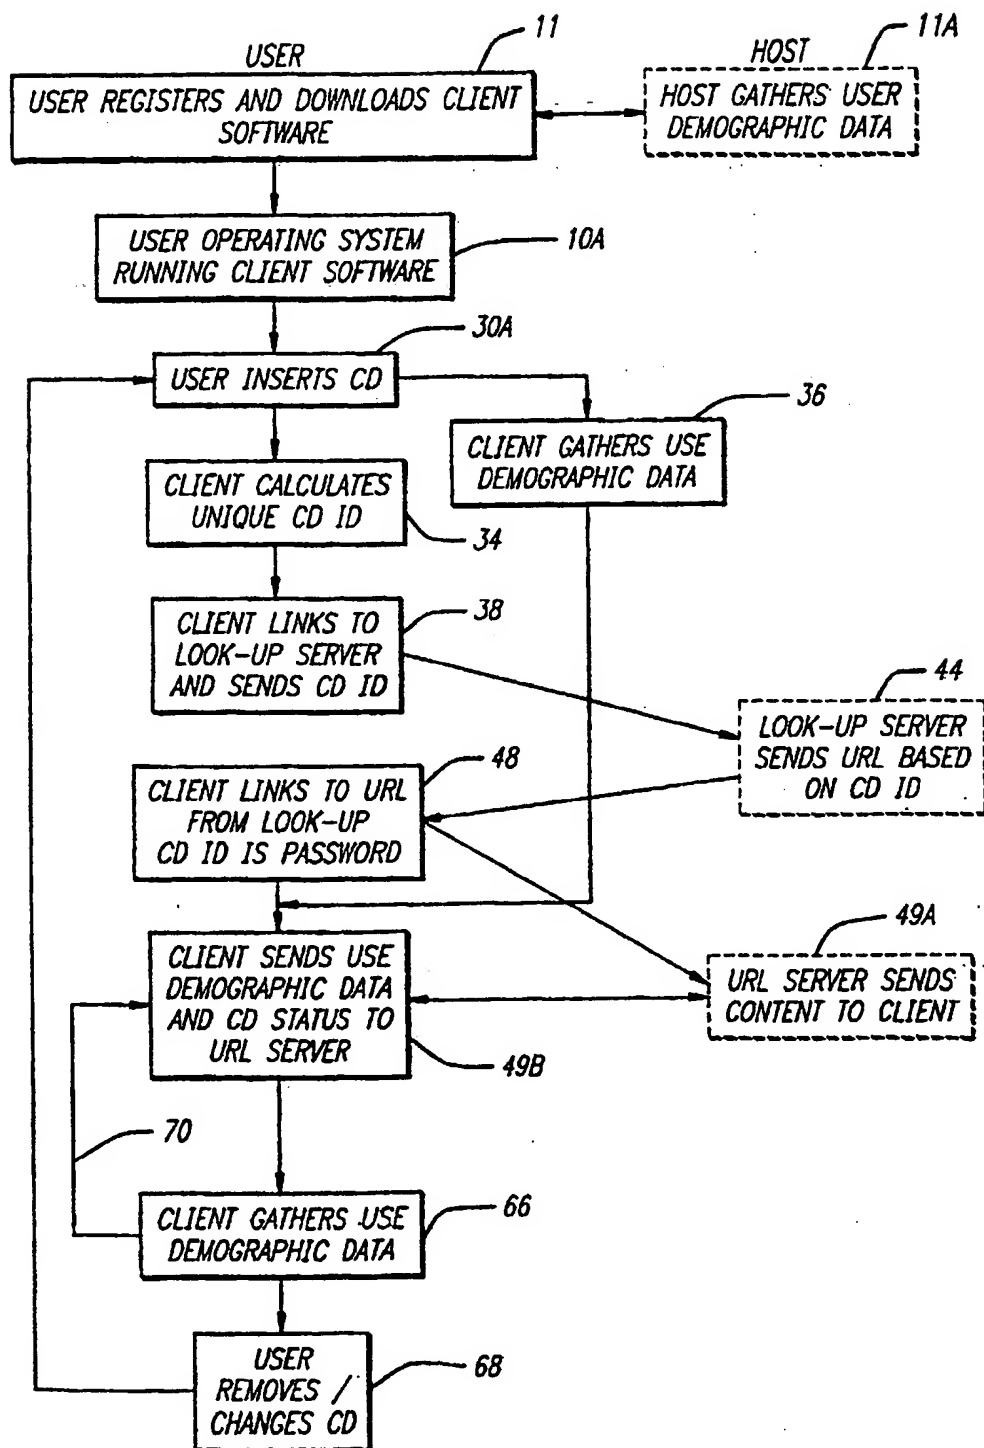 11
11A
USER
HOST
USER REGISTERS AND DOWNLOADS CLIENT
SOFTWARE
HOST GATHERS USER
DEMOGRAPHIC DATA
USER OPERATING SYSTEM
RUNNING CLIENT SOFTWARE
10A
30A
USER INSERTS CD
36
CLIENT GATHERS USE
DEMOGRAPHIC DATA
CLIENT CALCULATES
UNIQUE CD ID
34
CLIENT LINKS TO
LOOK-UP SERVER
AND SENDS CD ID
38
44
LOOK-UP SERVER
SENDS URL BASED
ON CD ID
48
CLIENT LINKS TO URL
FROM LOOK-UP
CD ID IS PASSWORD
49A
URL SERVER SENDS
CONTENT TO CLIENT
CLIENT SENDS USE
DEMOGRAPHIC DATA
AND CD STATUS TO
URL SERVER
49B
70
CLIENT GATHERS USE
DEMOGRAPHIC DATA
66
USER
REMOVES /
CHANGES CD
68